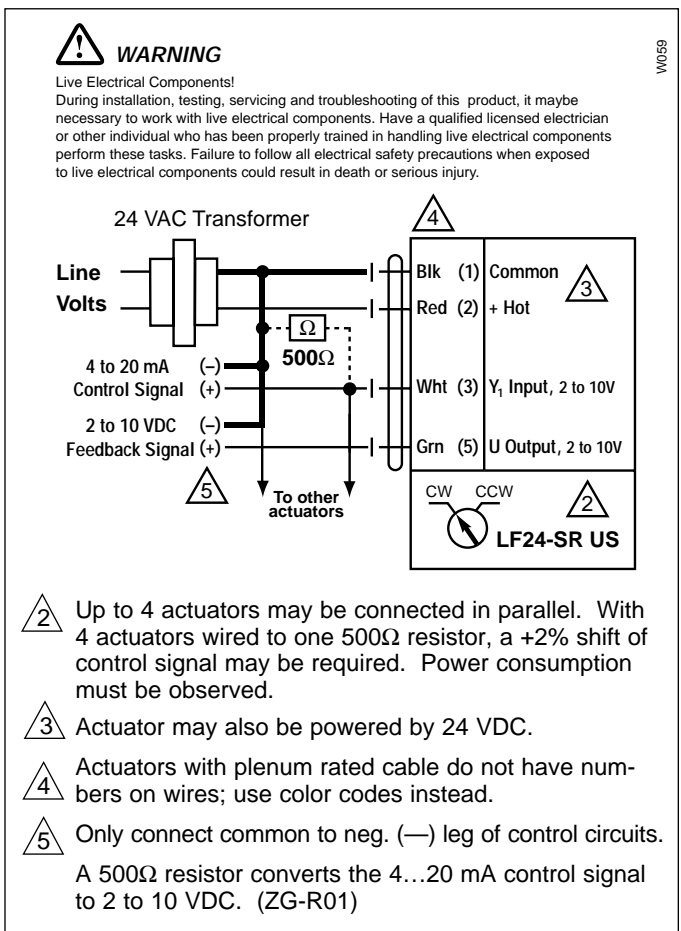 WARNING
W059
Live Electrical Components!
During installation, testing, servicing and troubleshooting of this product, it maybe
necessary to work with live electrical components. Have a qualified licensed electrician
or other individual who has been properly trained in handling live electrical components
perform these tasks. Failure to follow all electrical safety precautions when exposed
to live electrical components could result in death or serious injury.
24 VAC Transformer
4
Line
Volts
Blk (1) Common
3
Red (2) + Hot
Ω
500Ω
4 to 20 mA (–)
Control Signal (+)
Wht (3) Y₁ Input, 2 to 10V
2 to 10 VDC (–)
Feedback Signal (+)
Grn (5) U Output, 2 to 10V
5
To other
actuators
CW CCW
2
LF24-SR US
2 Up to 4 actuators may be connected in parallel. With
4 actuators wired to one 500Ω resistor, a +2% shift of
control signal may be required. Power consumption
must be observed.
3 Actuator may also be powered by 24 VDC.
4 Actuators with plenum rated cable do not have num-
bers on wires; use color codes instead.
5 Only connect common to neg. (—) leg of control circuits.
A 500Ω resistor converts the 4…20 mA control signal
to 2 to 10 VDC. (ZG-R01)